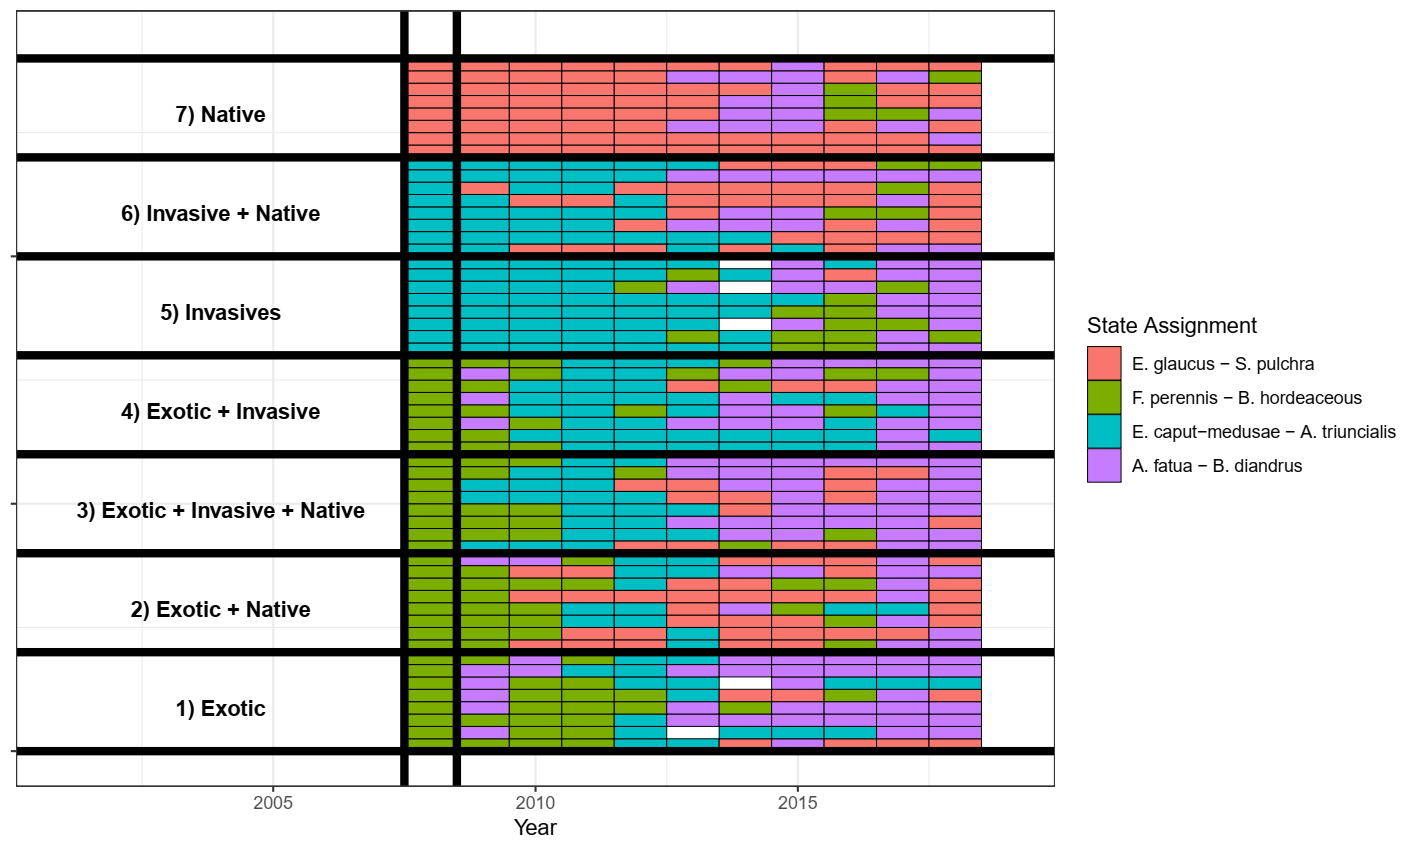 7) Native
6) Invasive + Native
5) Invasives
4) Exotic + Invasive
3) Exotic + Invasive + Native
2) Exotic + Native
1) Exotic
2005
2010
2015
Year
State Assignment
E. glaucus − S. pulchra
F. perennis − B. hordeaceous
E. caput−medusae − A. triuncialis
A. fatua − B. diandrus